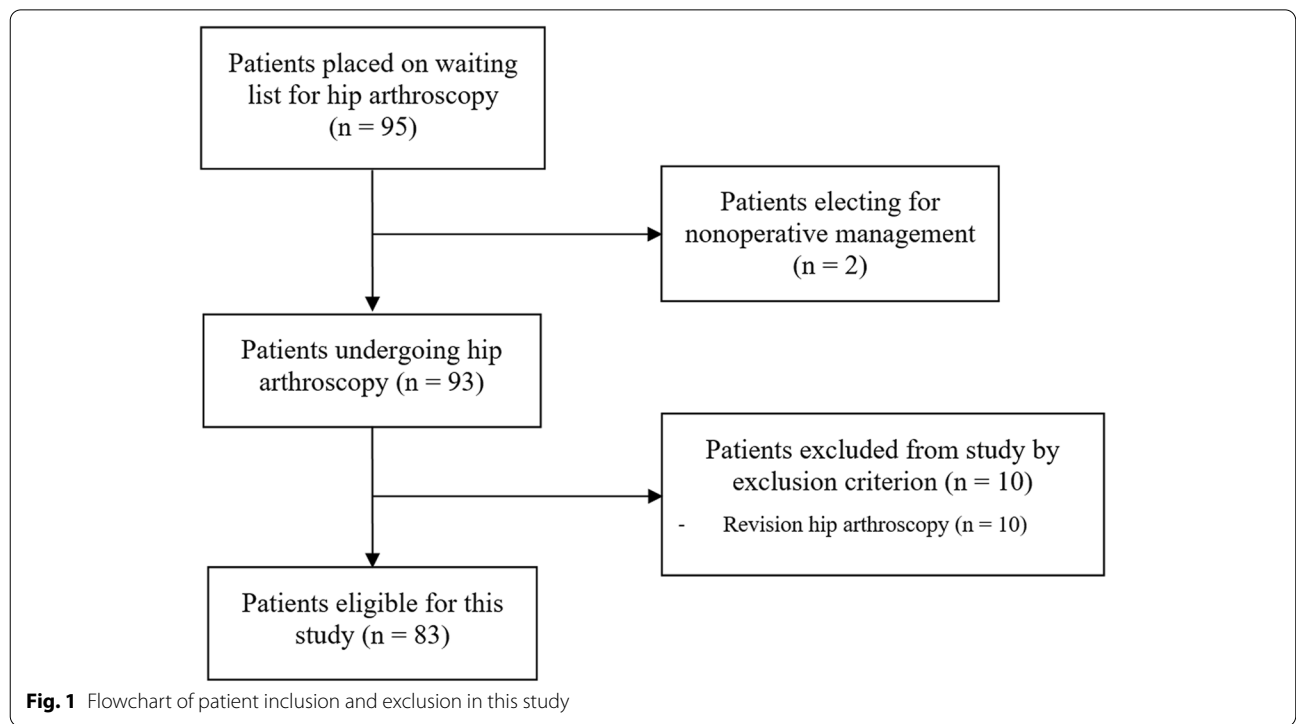 Patients placed on waiting
list for hip arthroscopy
(n = 95)
Patients electing for
nonoperative management
(n = 2)
Patients undergoing hip
arthroscopy (n = 93)
Patients excluded from study by
exclusion criterion (n = 10)
- Revision hip arthroscopy (n = 10)
Patients eligible for this
study (n = 83)
Fig. 1 Flowchart of patient inclusion and exclusion in this study